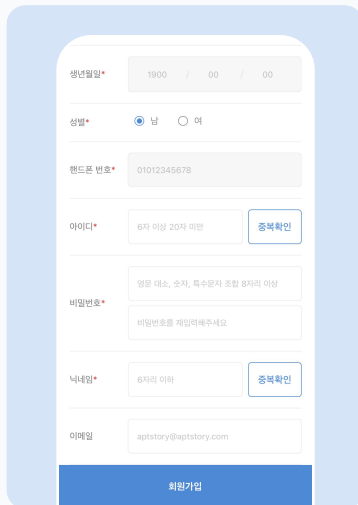 생년월일* 1900 / 00 / 00
성별* 남 여
핸드폰 번호* 01012345678
아이디* 6자 이상 20자 미만 중복확인
영문 대소, 숫자, 특수문자 조합 8자리 이상
비밀번호*
비밀번호를 재입력해주세요
닉네임* 6자리 이하 중복확인
이메일 aptstory@aptstory.com
회원가입